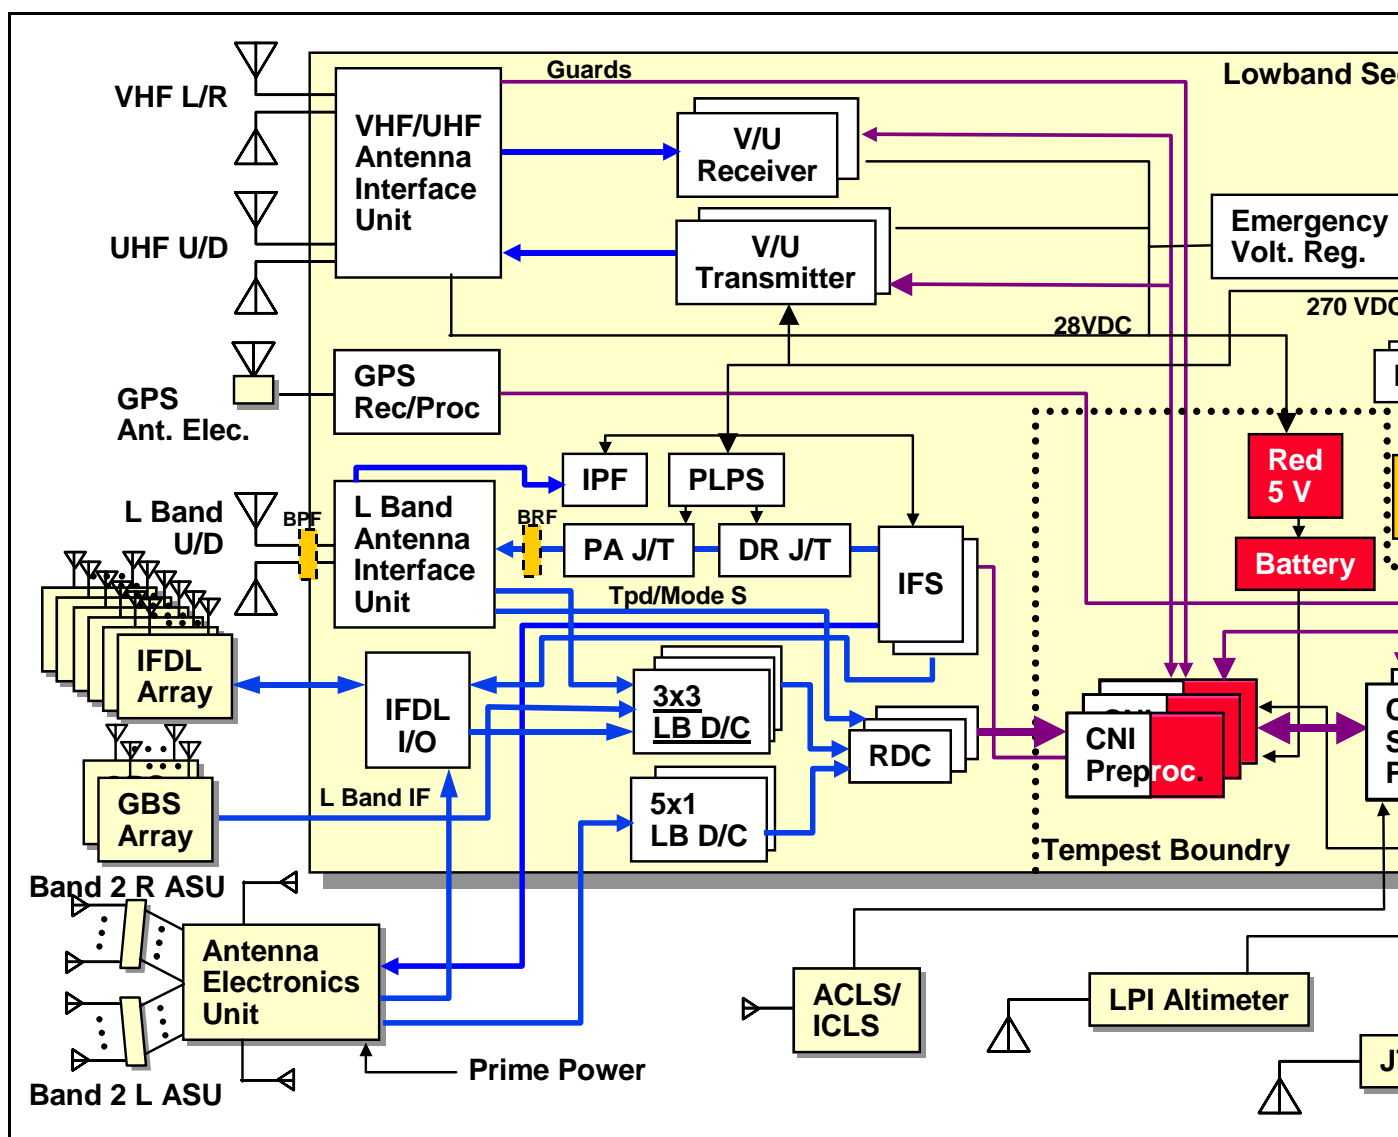 Guards
Lowband Sec
VHF L/R
VHF/UHF
Antenna
Interface
Unit
V/U
Receiver
UHF U/D
V/U
Transmitter
Emergency
Volt. Reg.
270 VDC
28VDC
GPS
Rec/Proc
GPS
Ant. Elec.
IPF
PLPS
Red
5 V
L Band
U/D
BPF
L Band
Antenna
Interface
Unit
BRF
PA J/T
DR J/T
IFS
Battery
Tpd/Mode S
IFDL
Array
IFDL
I/O
3x3
LB D/C
RDC
CNI
CNI
Preproc.
C
S
P
L Band IF
GBS
Array
5x1
LB D/C
Tempest Boundry
Band 2 R ASU
Antenna
Electronics
Unit
ACLS/
ICLS
LPI Altimeter
Prime Power
Band 2 L ASU